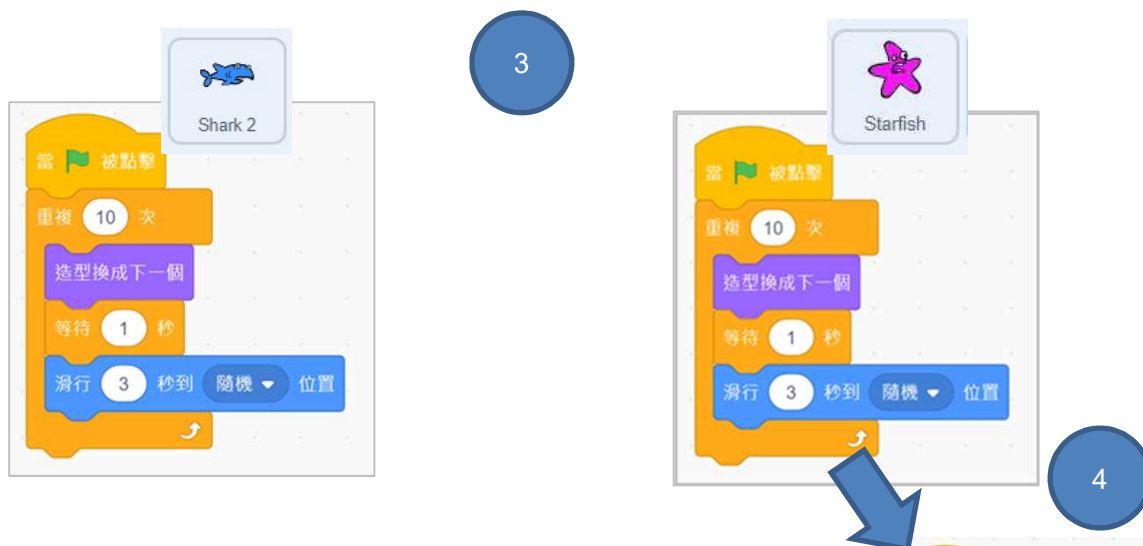 3
Shark 2
當 被點擊
重複 10 次
造型換成下一個
等待 1 秒
滑行 3 秒到 隨機 位置
Starfish
當 被點擊
重複 10 次
造型換成下一個
等待 1 秒
滑行 3 秒到 隨機 位置
4